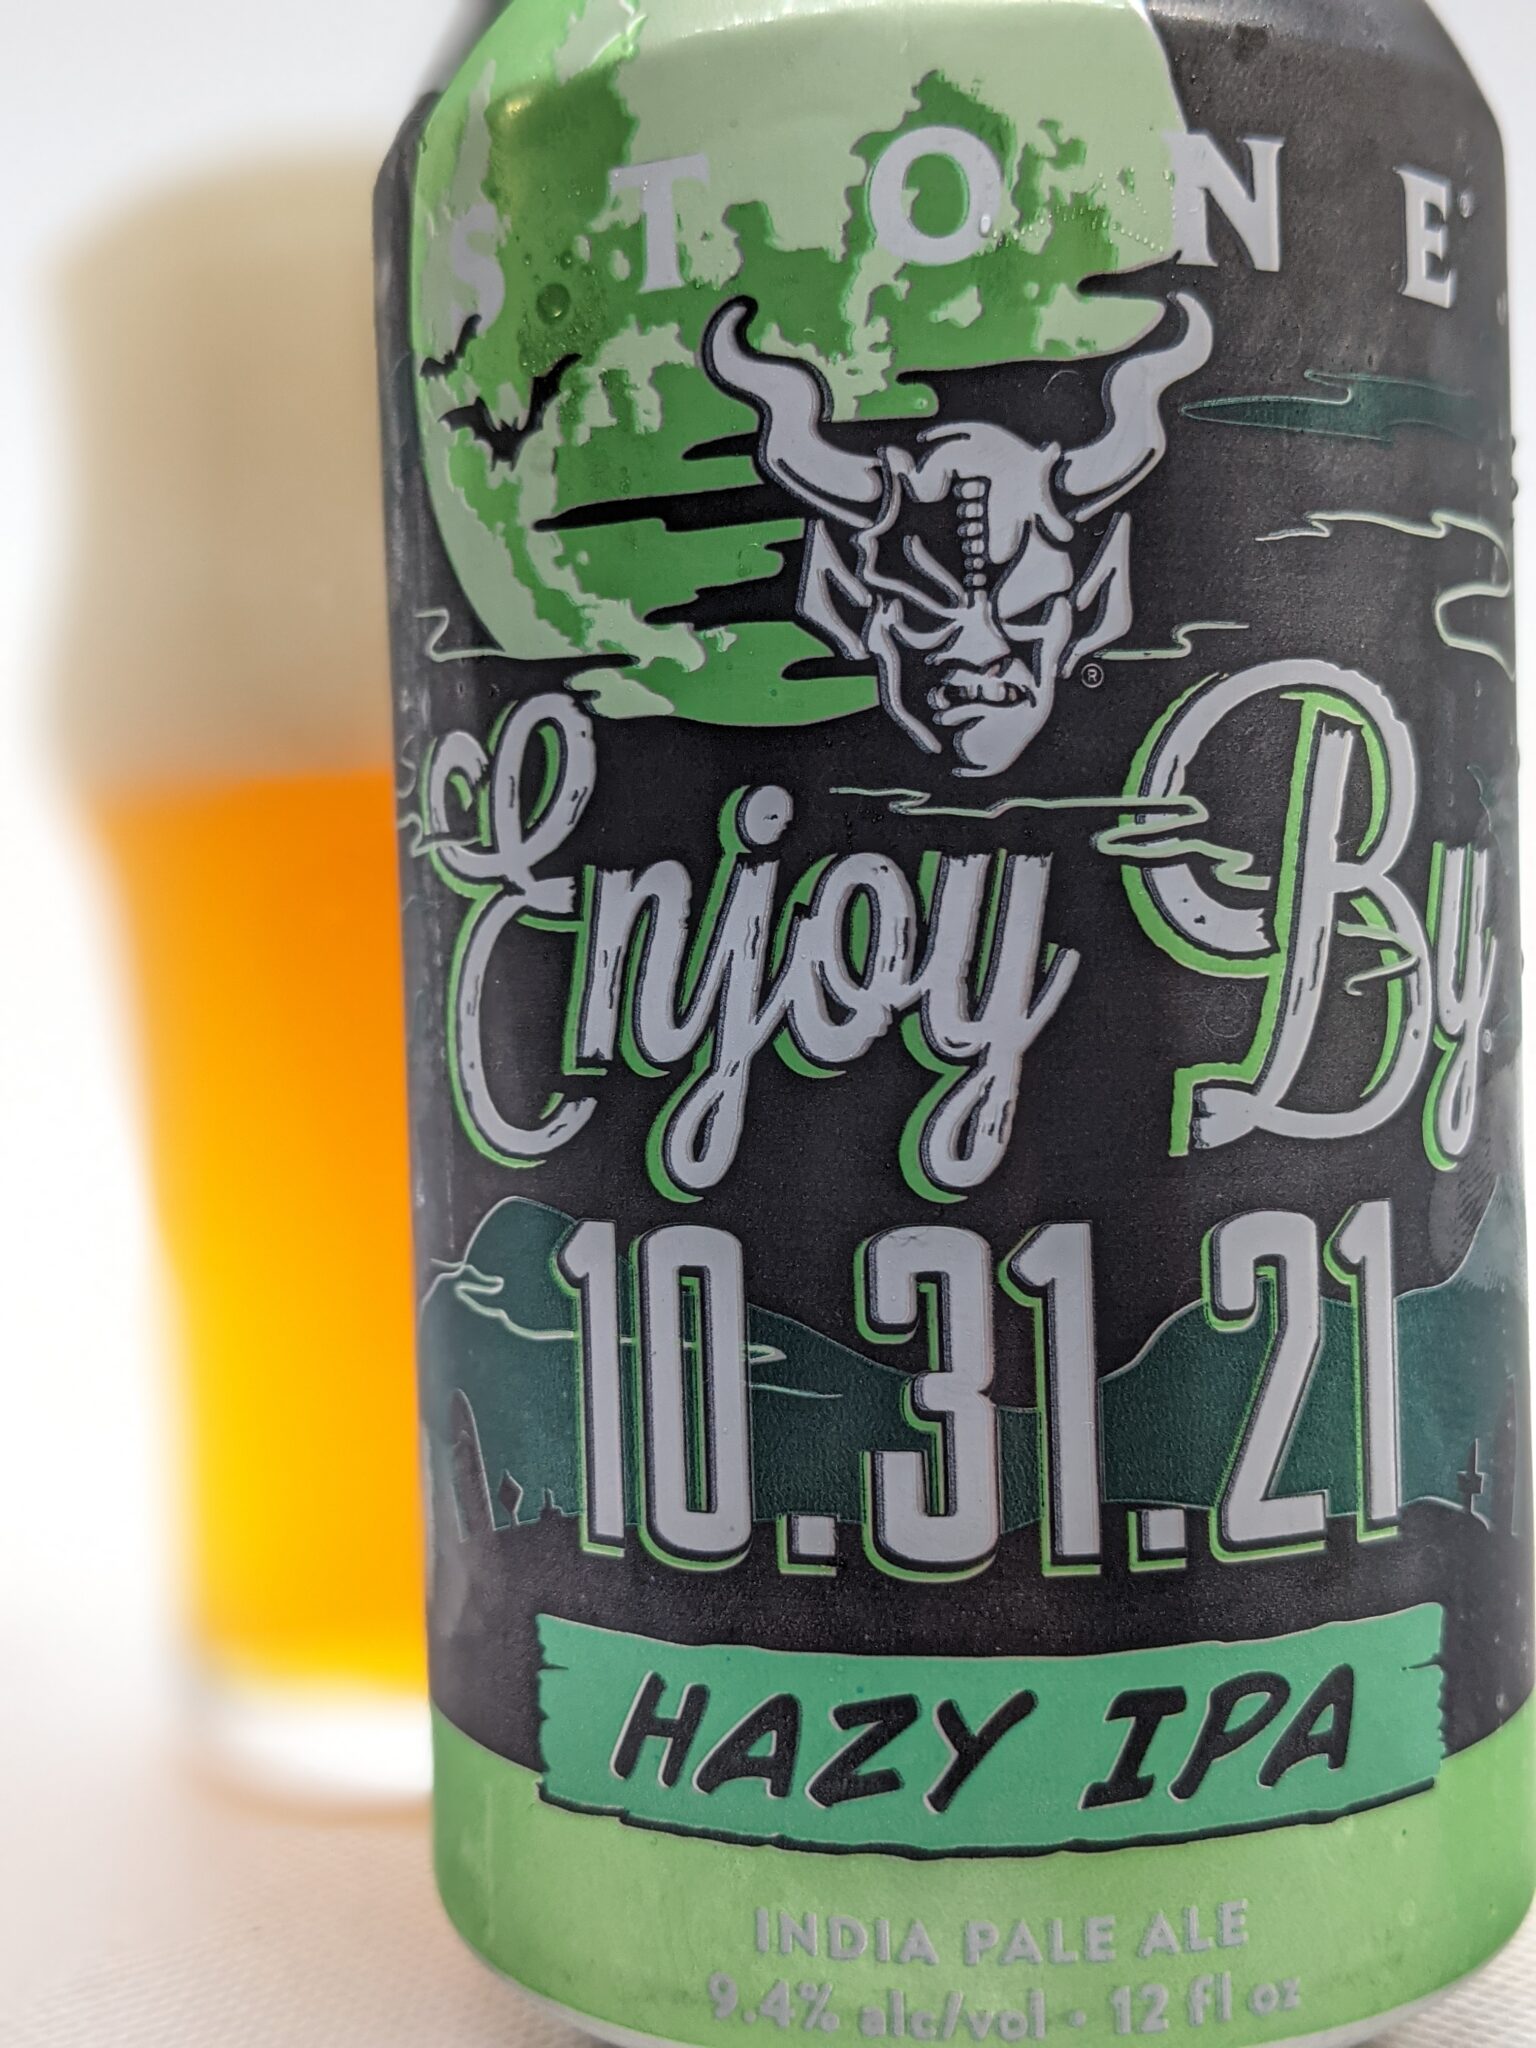 STONE®
®
Enjoy By
10.31.21
HAZY IPA
INDIA PALE ALE
9.4% alc/vol • 12 fl oz